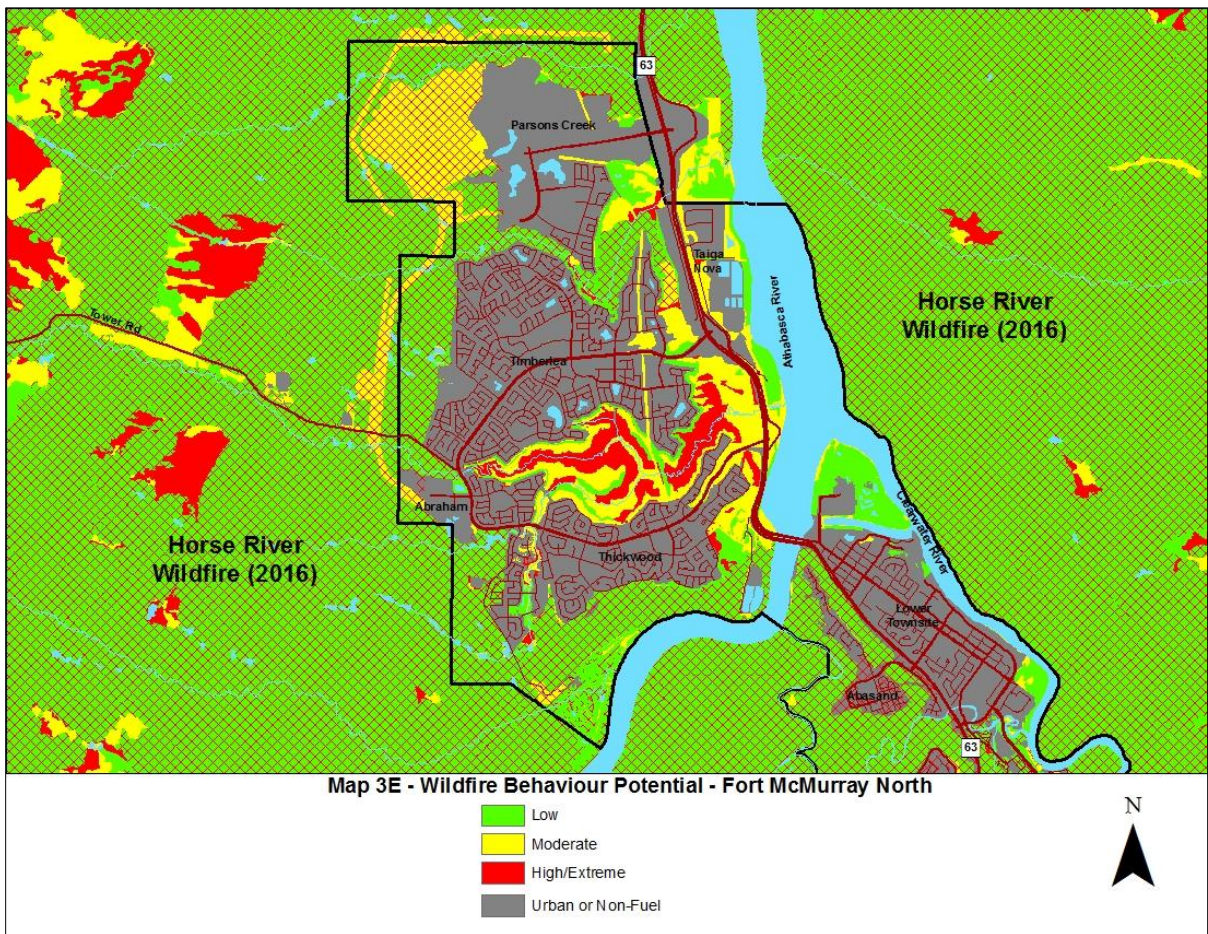 63
Parsons Creek
Taiga
Nova
Athabasca River
Horse River
Wildfire (2016)
Tower Rd
Timberlea
Clearwater River
Abraham
Horse River
Wildfire (2016)
Thickwood
Lower
Townsite
Abasand
63
Map 3E - Wildfire Behaviour Potential - Fort McMurray North
Low
Moderate
High/Extreme
Urban or Non-Fuel
N